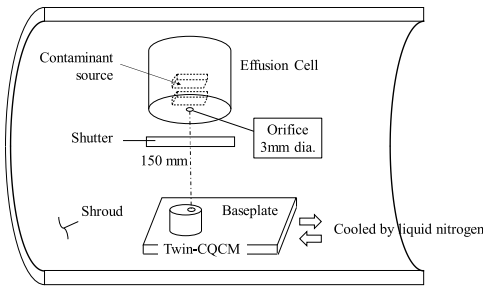 Contaminant
source
Effusion Cell
Orifice
3mm dia.
Shutter
150 mm
Shroud
Baseplate
Cooled by liquid nitrogen
Twin-CQCM